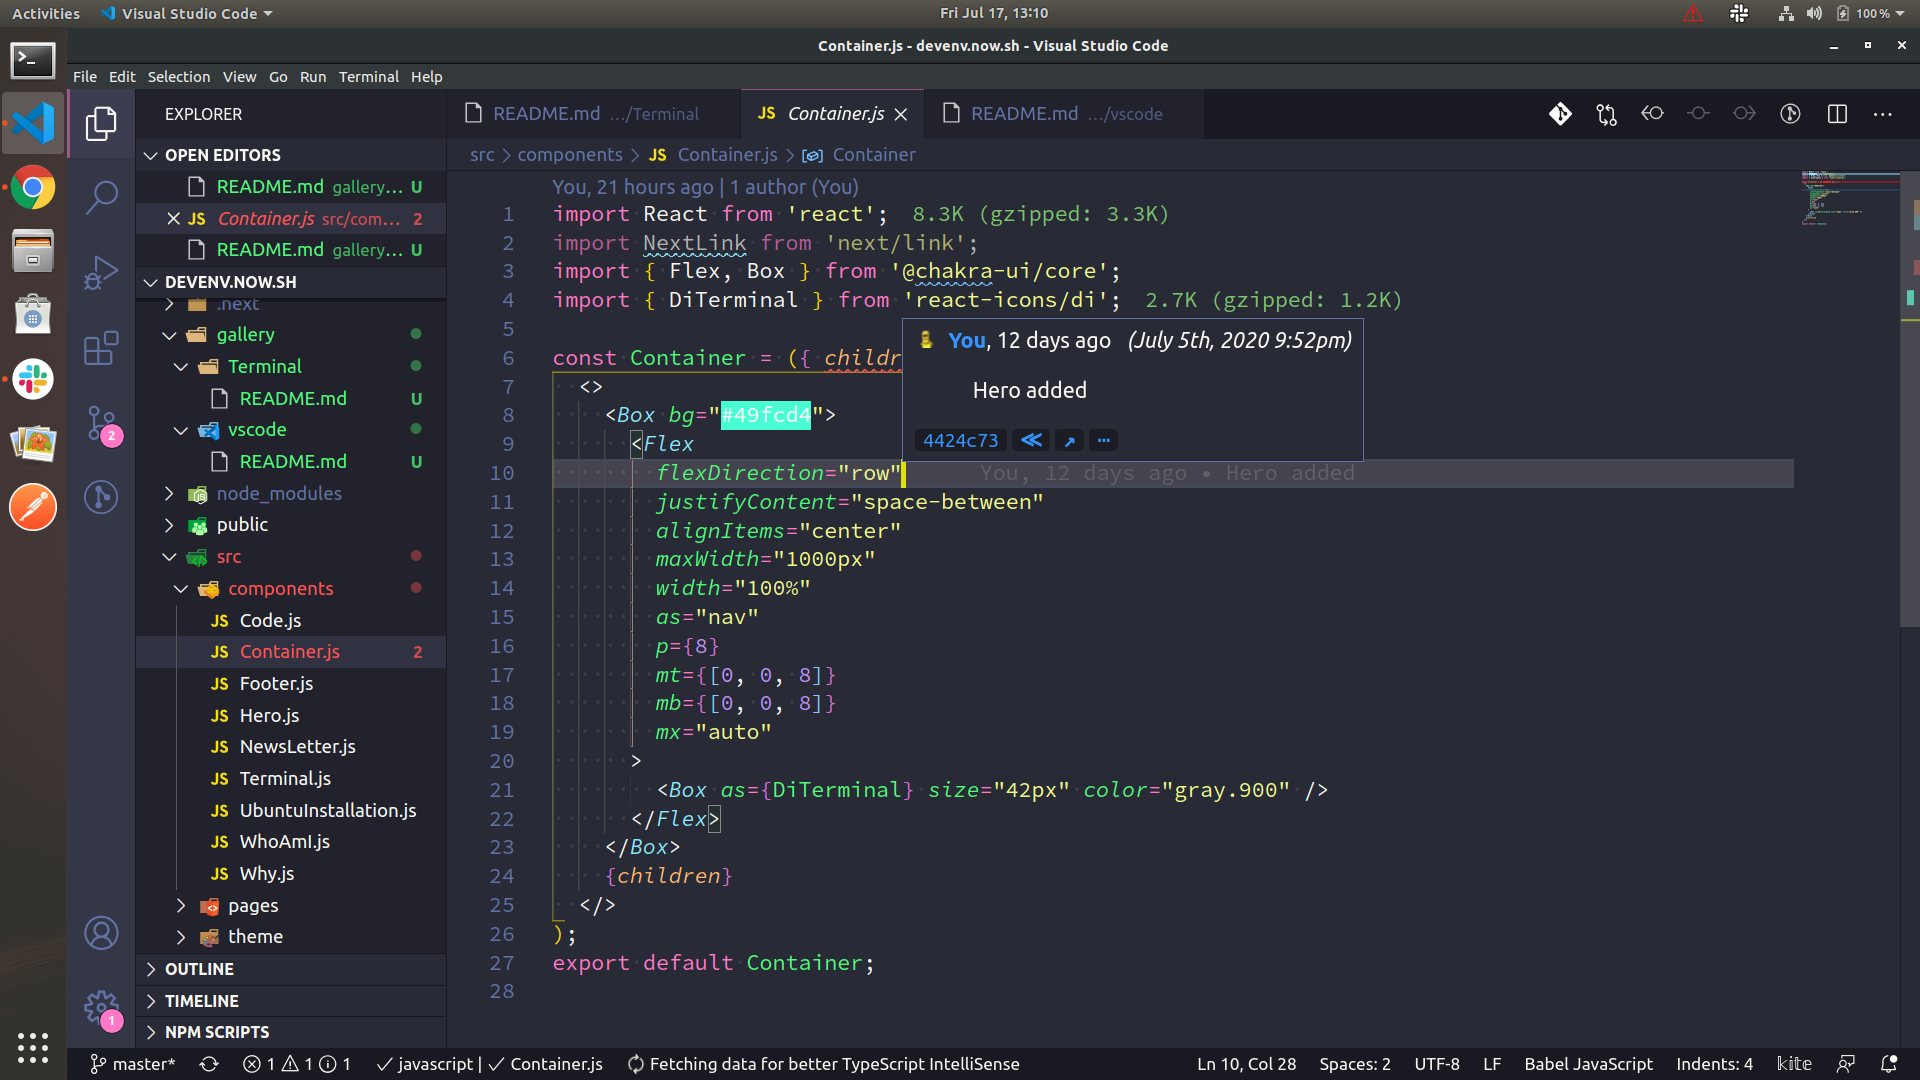 Activities Visual Studio Code Fri Jul 17, 13:10 100%
Container.js - devenv.now.sh - Visual Studio Code
File Edit Selection View Go Run Terminal Help
EXPLORER
OPEN EDITORS
README.md gallery... U
Container.js src/com... 2
README.md gallery... U
DEVENV.NOW.SH
.next
gallery
Terminal
README.md U
vscode
README.md U
node_modules
public
src
components
Code.js
Container.js 2
Footer.js
Hero.js
NewsLetter.js
Terminal.js
UbuntuInstallation.js
WhoAmI.js
Why.js
pages
theme
OUTLINE
TIMELINE
NPM SCRIPTS
2
1
README.md .../Terminal
JS Container.js
README.md .../vscode
src > components > JS Container.js > Container
You, 21 hours ago | 1 author (You)
1 import React from 'react'; 8.3K (gzipped: 3.3K)
2 import NextLink from 'next/link';
3 import { Flex, Box } from '@chakra-ui/core';
4 import { DiTerminal } from 'react-icons/di'; 2.7K (gzipped: 1.2K)
5
6 const Container = ({ childr
7 <>
8 <Box bg="#49fcd4">
9 <Flex
10 flexDirection="row" You, 12 days ago • Hero added
11 justifyContent="space-between"
12 alignItems="center"
13 maxWidth="1000px"
14 width="100%"
15 as="nav"
16 p={8}
17 mt={[0, 0, 8]}
18 mb={[0, 0, 8]}
19 mx="auto"
20 >
21 <Box as={DiTerminal} size="42px" color="gray.900" />
22 </Flex>
23 </Box>
24 {children}
25 </>
26 );
27 export default Container;
28
You, 12 days ago (July 5th, 2020 9:52pm)
Hero added
4424c73
master* 1 1 1 javascript | Container.js Fetching data for better TypeScript IntelliSense Ln 10, Col 28 Spaces: 2 UTF-8 LF Babel JavaScript Indents: 4 kite